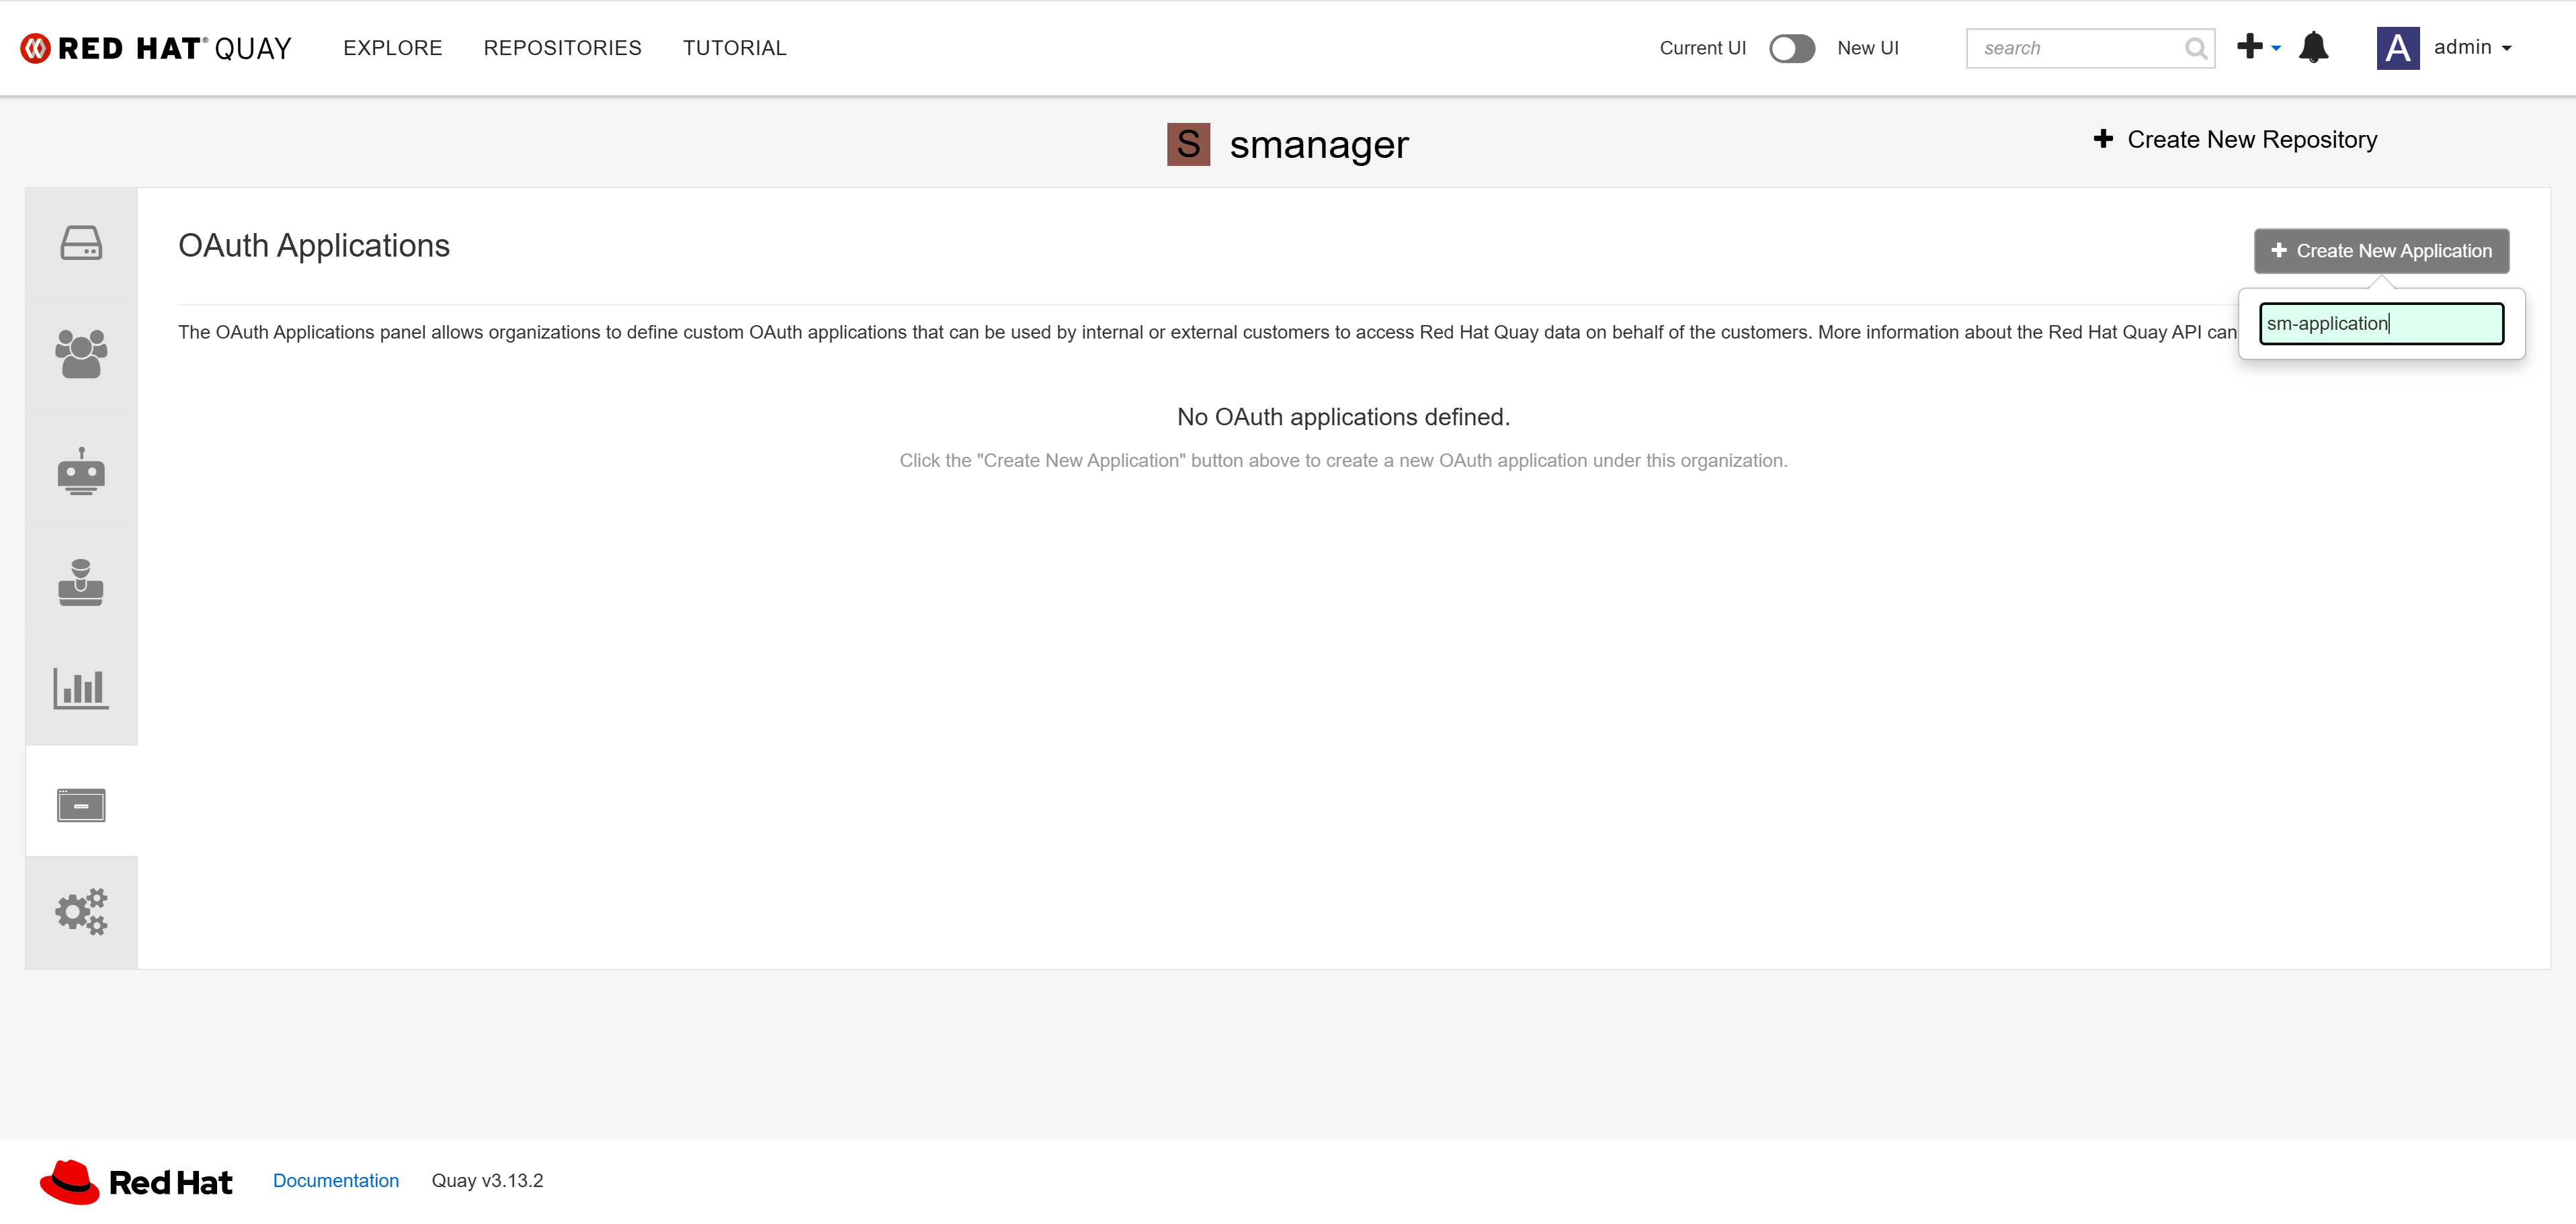 RED HAT® QUAY EXPLORE REPOSITORIES TUTORIAL Current UI New UI search A admin
S smanager Create New Repository
OAuth Applications Create New Application
sm-application
The OAuth Applications panel allows organizations to define custom OAuth applications that can be used by internal or external customers to access Red Hat Quay data on behalf of the customers. More information about the Red Hat Quay API can
No OAuth applications defined.
Click the "Create New Application" button above to create a new OAuth application under this organization.
Red Hat Documentation Quay v3.13.2